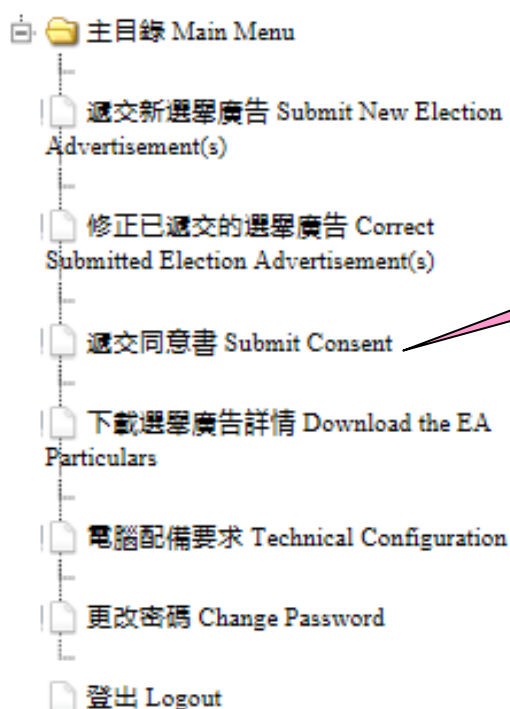 主目錄 Main Menu
遞交新選舉廣告 Submit New Election
Advertisement(s)
修正已遞交的選舉廣告 Correct
Submitted Election Advertisement(s)
遞交同意書 Submit Consent
下載選舉廣告詳情 Download the EA
Particulars
電腦配備要求 Technical Configuration
更改密碼 Change Password
登出 Logout